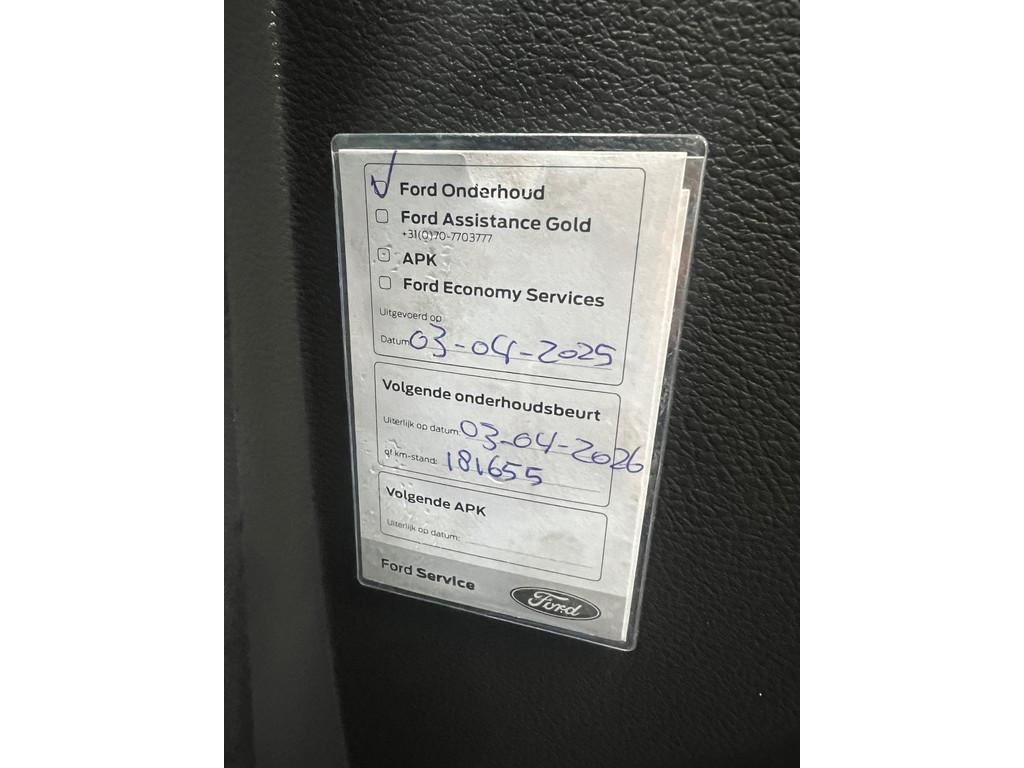 Ford Onderhoud
Ford Assistance Gold
+31(0)70-7703777
APK
Ford Economy Services
Uitgevoerd op
Datum: 03-04-2025
Volgende onderhoudsbeurt
Uiterlijk op datum: 03-04-2026
of km-stand: 181655
Volgende APK
Uiterlijk op datum:
Ford Service
Ford